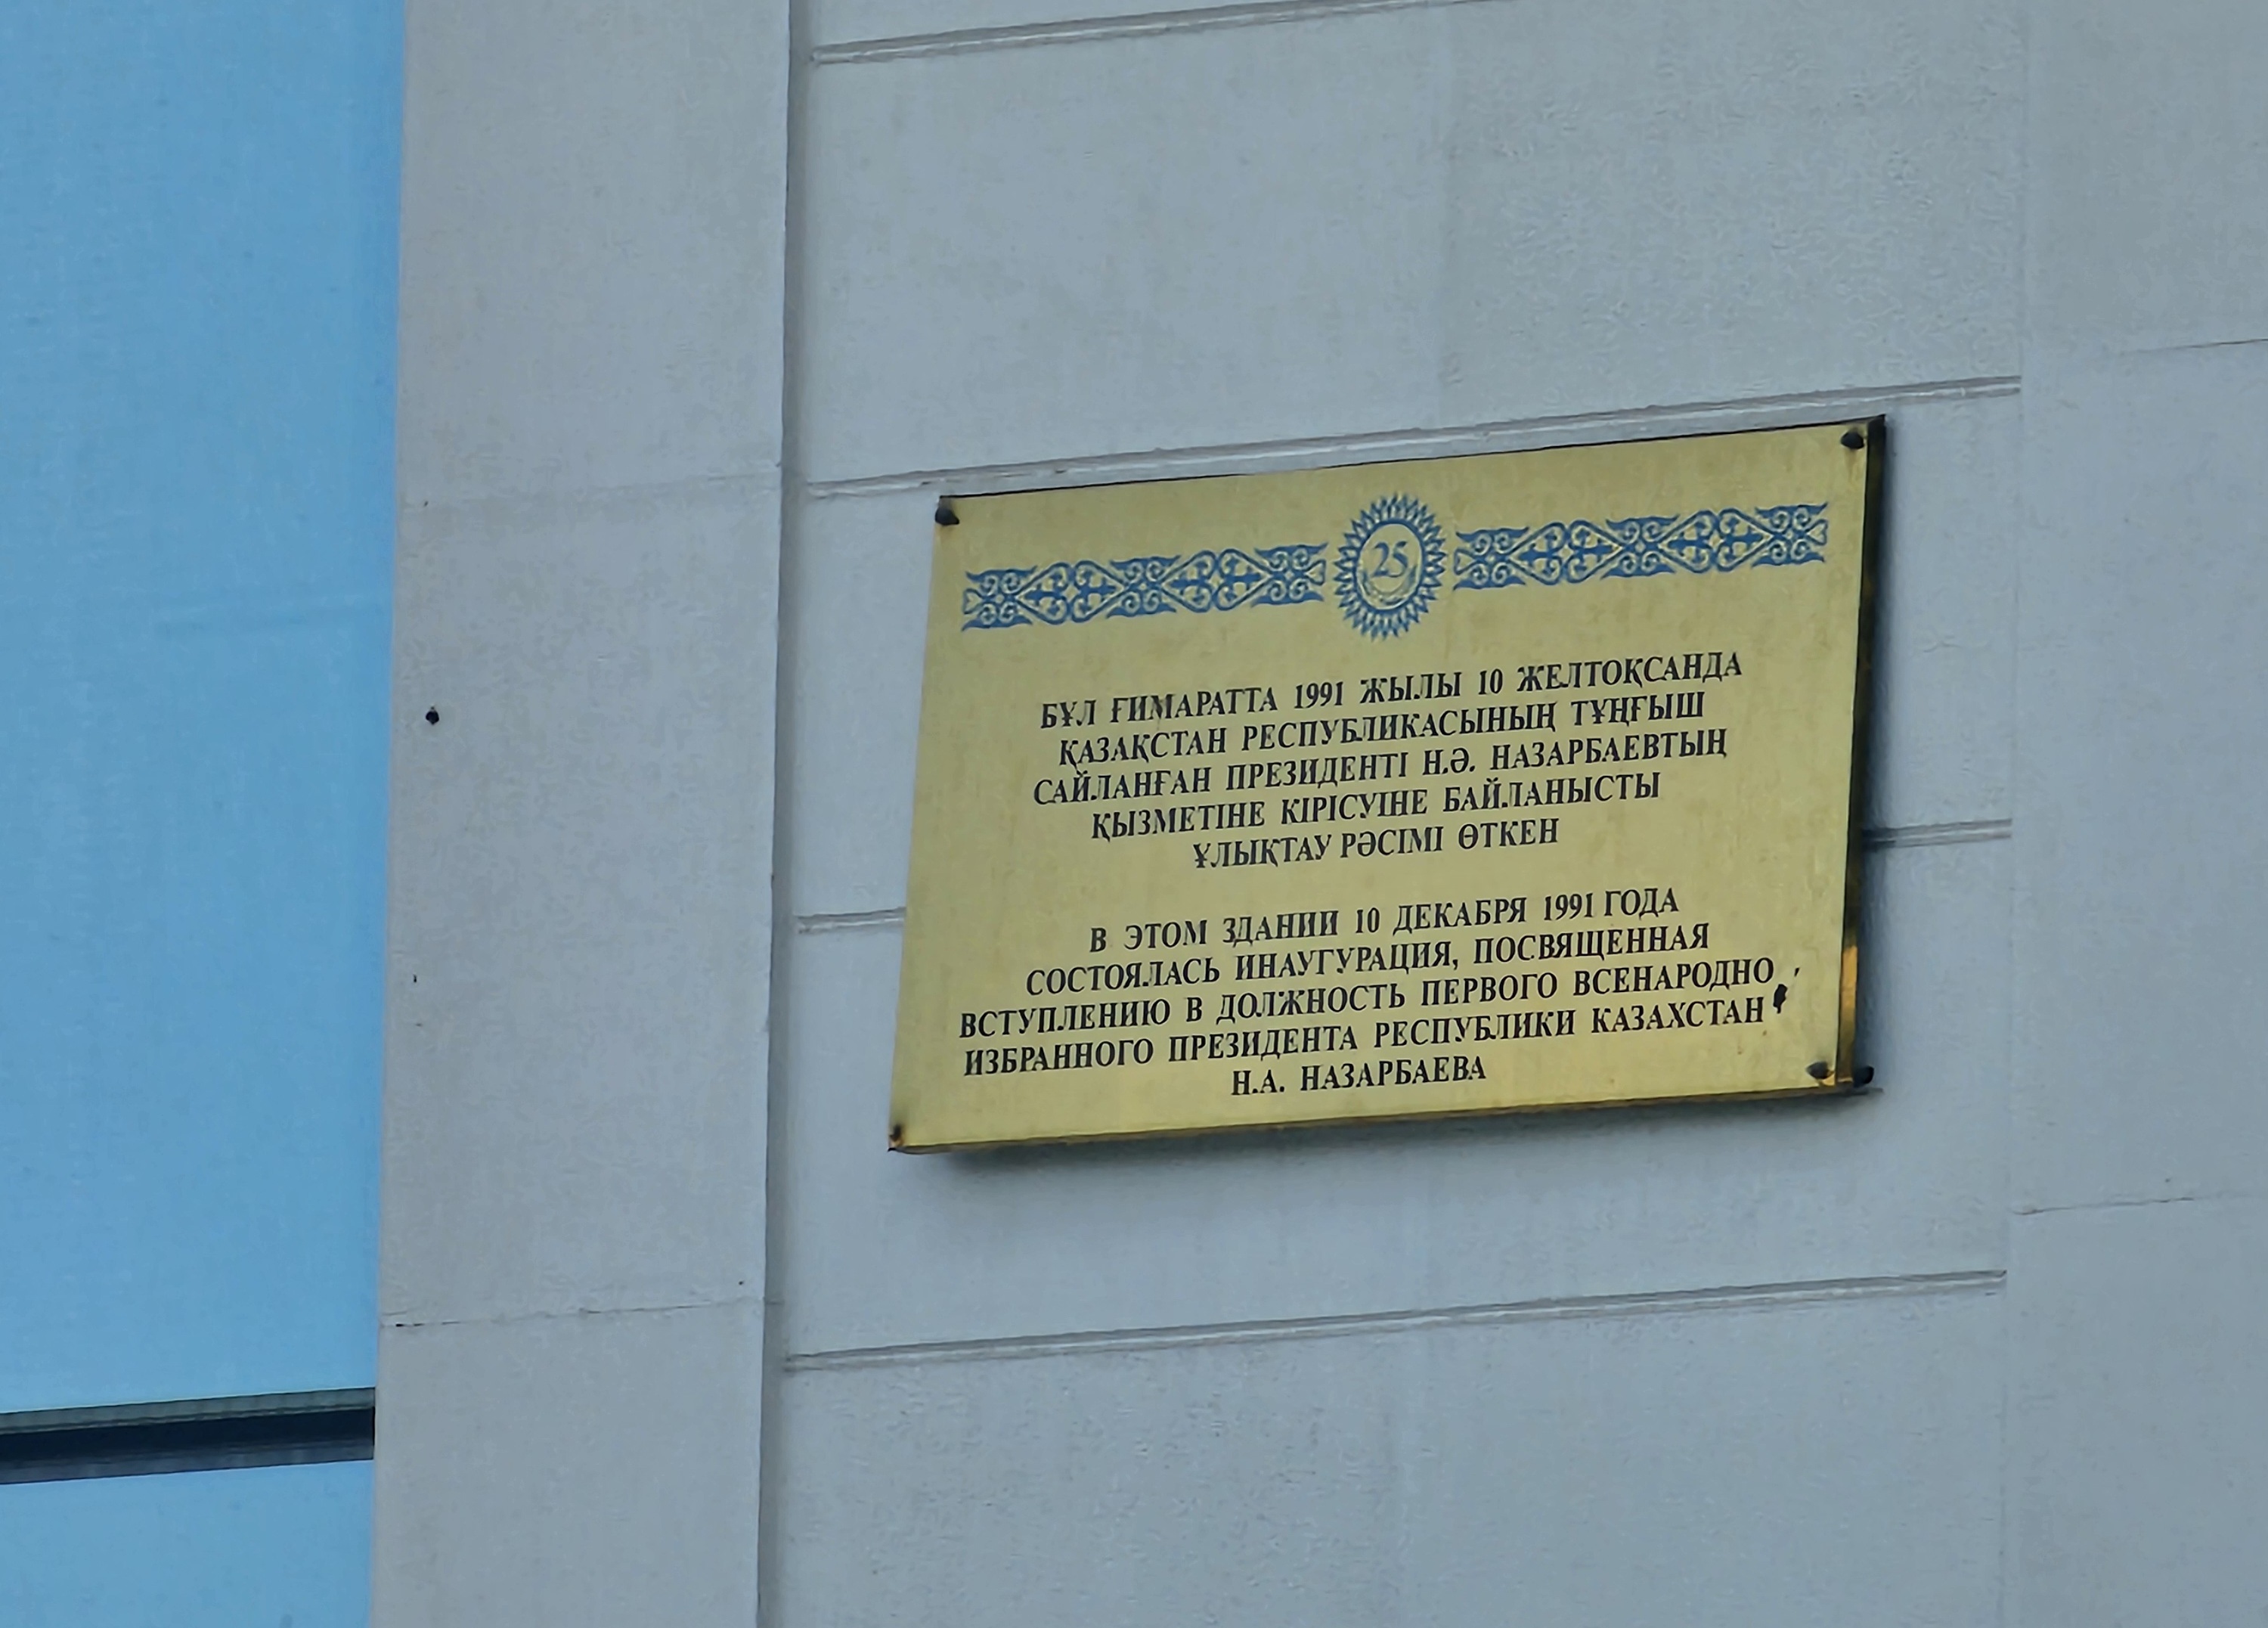 25
БҰЛ ҒИМАРАТТА 1991 ЖЫЛЫ 10 ЖЕЛТОҚСАНДА
ҚАЗАҚСТАН РЕСПУБЛИКАСЫНЫҢ ТҰҢҒЫШ
САЙЛАНҒАН ПРЕЗИДЕНТІ Н.Ә. НАЗАРБАЕВТЫҢ
ҚЫЗМЕТІНЕ КІРІСУІНЕ БАЙЛАНЫСТЫ
ҰЛЫҚТАУ РӘСІМІ ӨТКЕН
В ЭТОМ ЗДАНИИ 10 ДЕКАБРЯ 1991 ГОДА
СОСТОЯЛАСЬ ИНАУГУРАЦИЯ, ПОСВЯЩЕННАЯ
ВСТУПЛЕНИЮ В ДОЛЖНОСТЬ ПЕРВОГО ВСЕНАРОДНО
ИЗБРАННОГО ПРЕЗИДЕНТА РЕСПУБЛИКИ КАЗАХСТАН
Н.А. НАЗАРБАЕВА